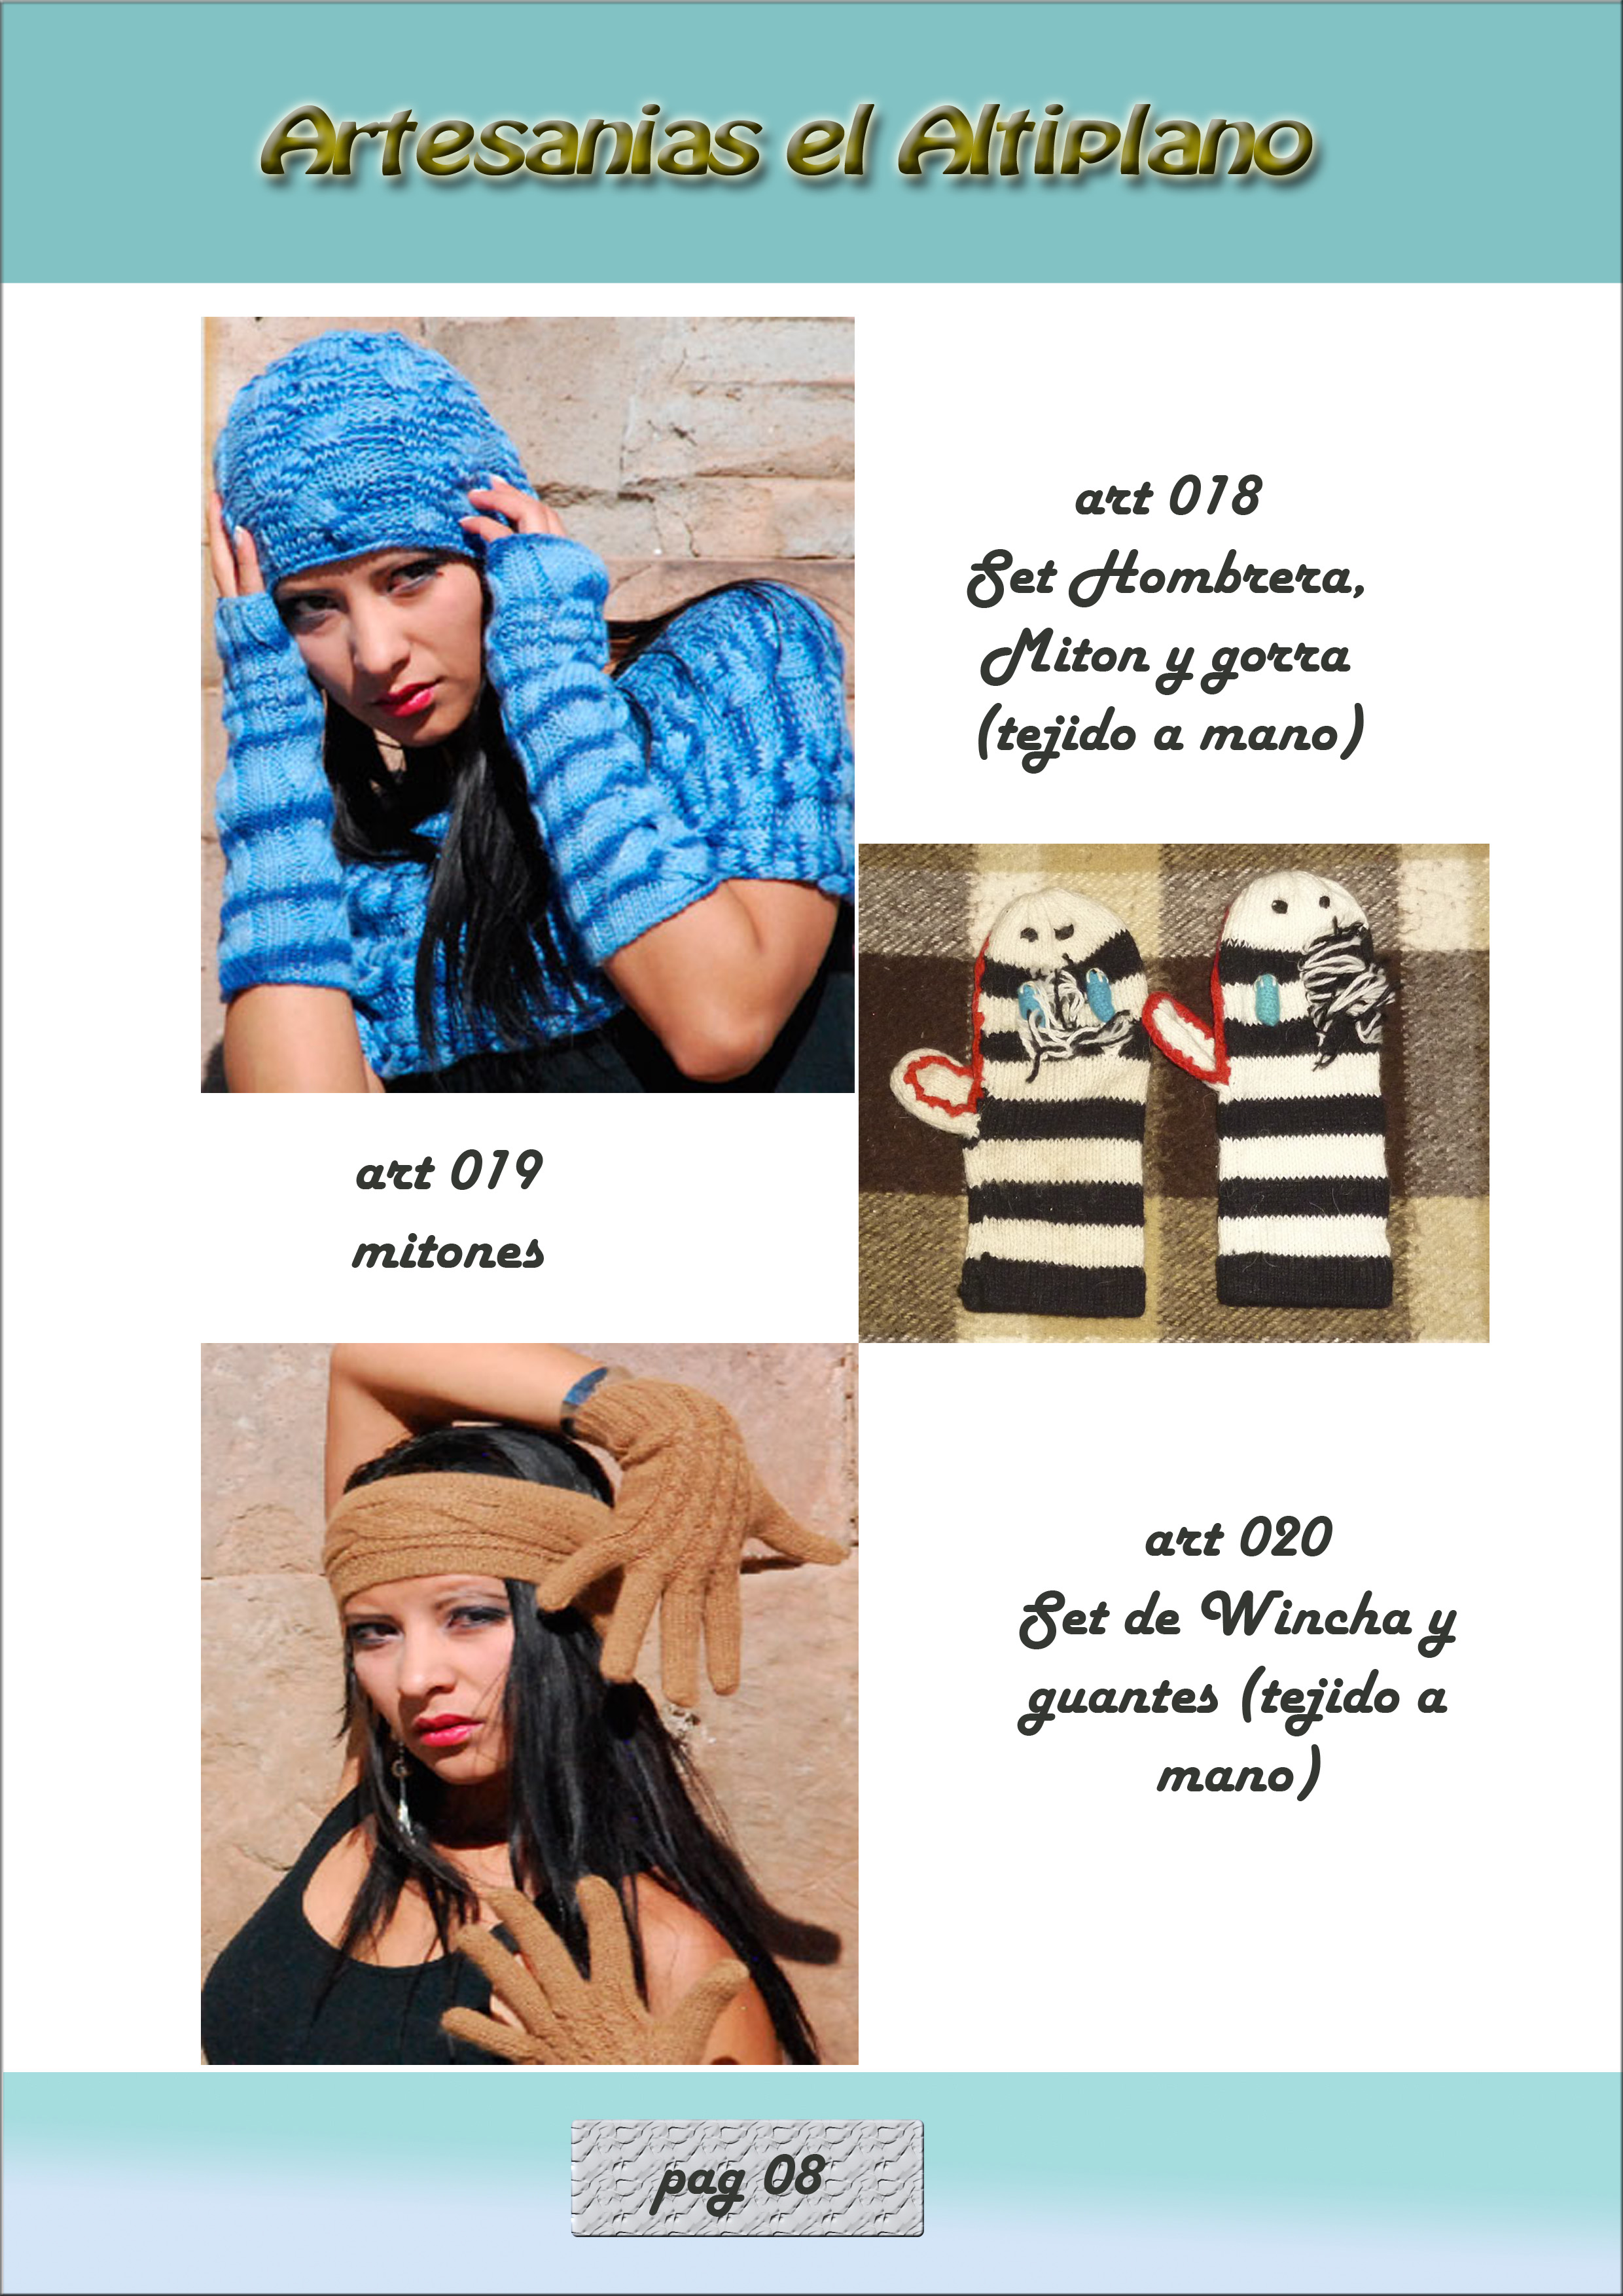 Artesanias el Altiplano
art 018
Set Hombrera,
Miton y gorra
(tejido a mano)
art 019
mitones
art 020
Set de Wincha y
guantes (tejido a
mano)
pag 08